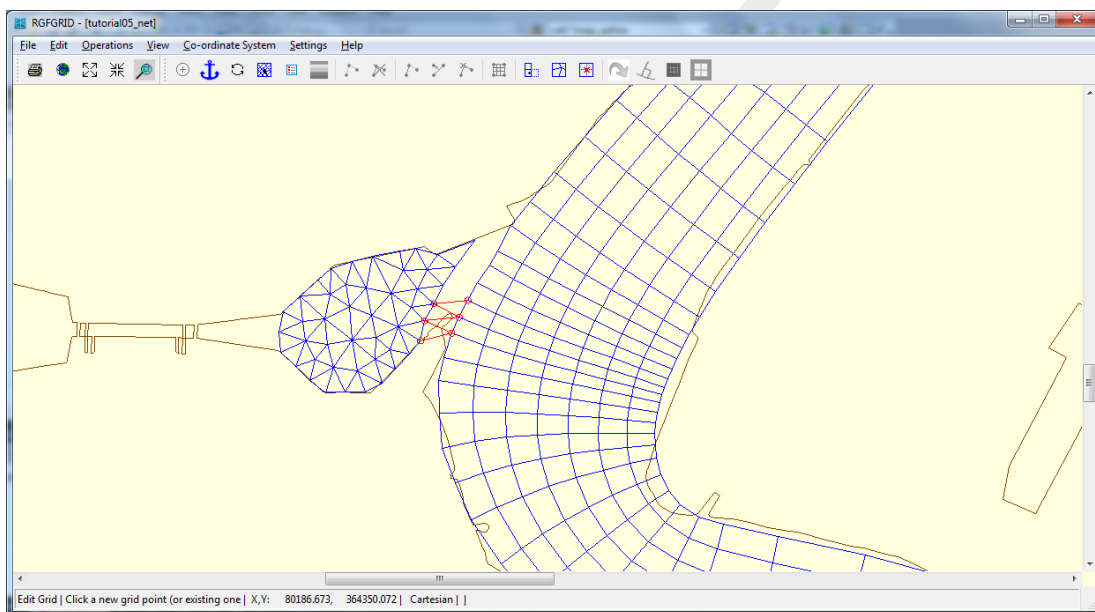 RGFGRID - [tutorial05_net]
File Edit Operations View Co-ordinate System Settings Help
Edit Grid | Click a new grid point (or existing one | X,Y: 80186.673, 364350.072 | Cartesian | |